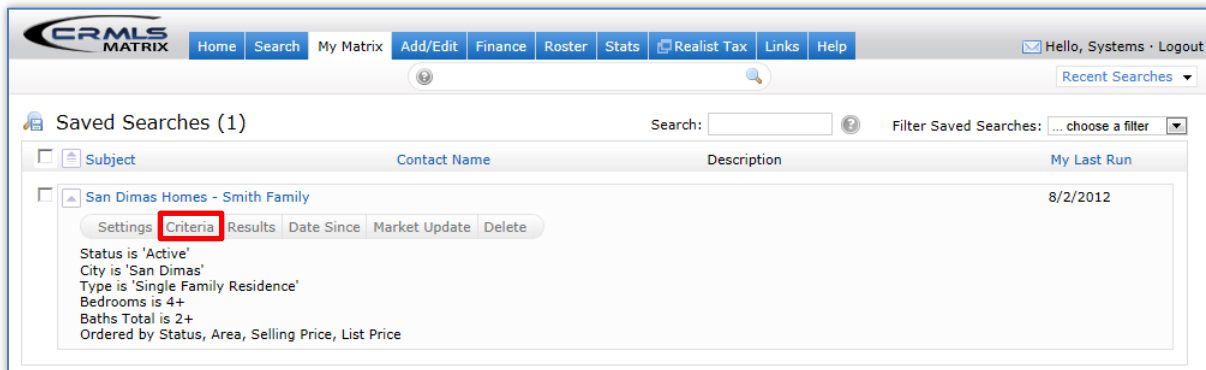 CRMLS
MATRIX
Home Search My Matrix Add/Edit Finance Roster Stats Realist Tax Links Help Hello, Systems · Logout
Recent Searches
Saved Searches (1) Search: Filter Saved Searches: ... choose a filter
Subject Contact Name Description My Last Run
San Dimas Homes - Smith Family 8/2/2012
Settings Criteria Results Date Since Market Update Delete
Status is 'Active'
City is 'San Dimas'
Type is 'Single Family Residence'
Bedrooms is 4+
Baths Total is 2+
Ordered by Status, Area, Selling Price, List Price